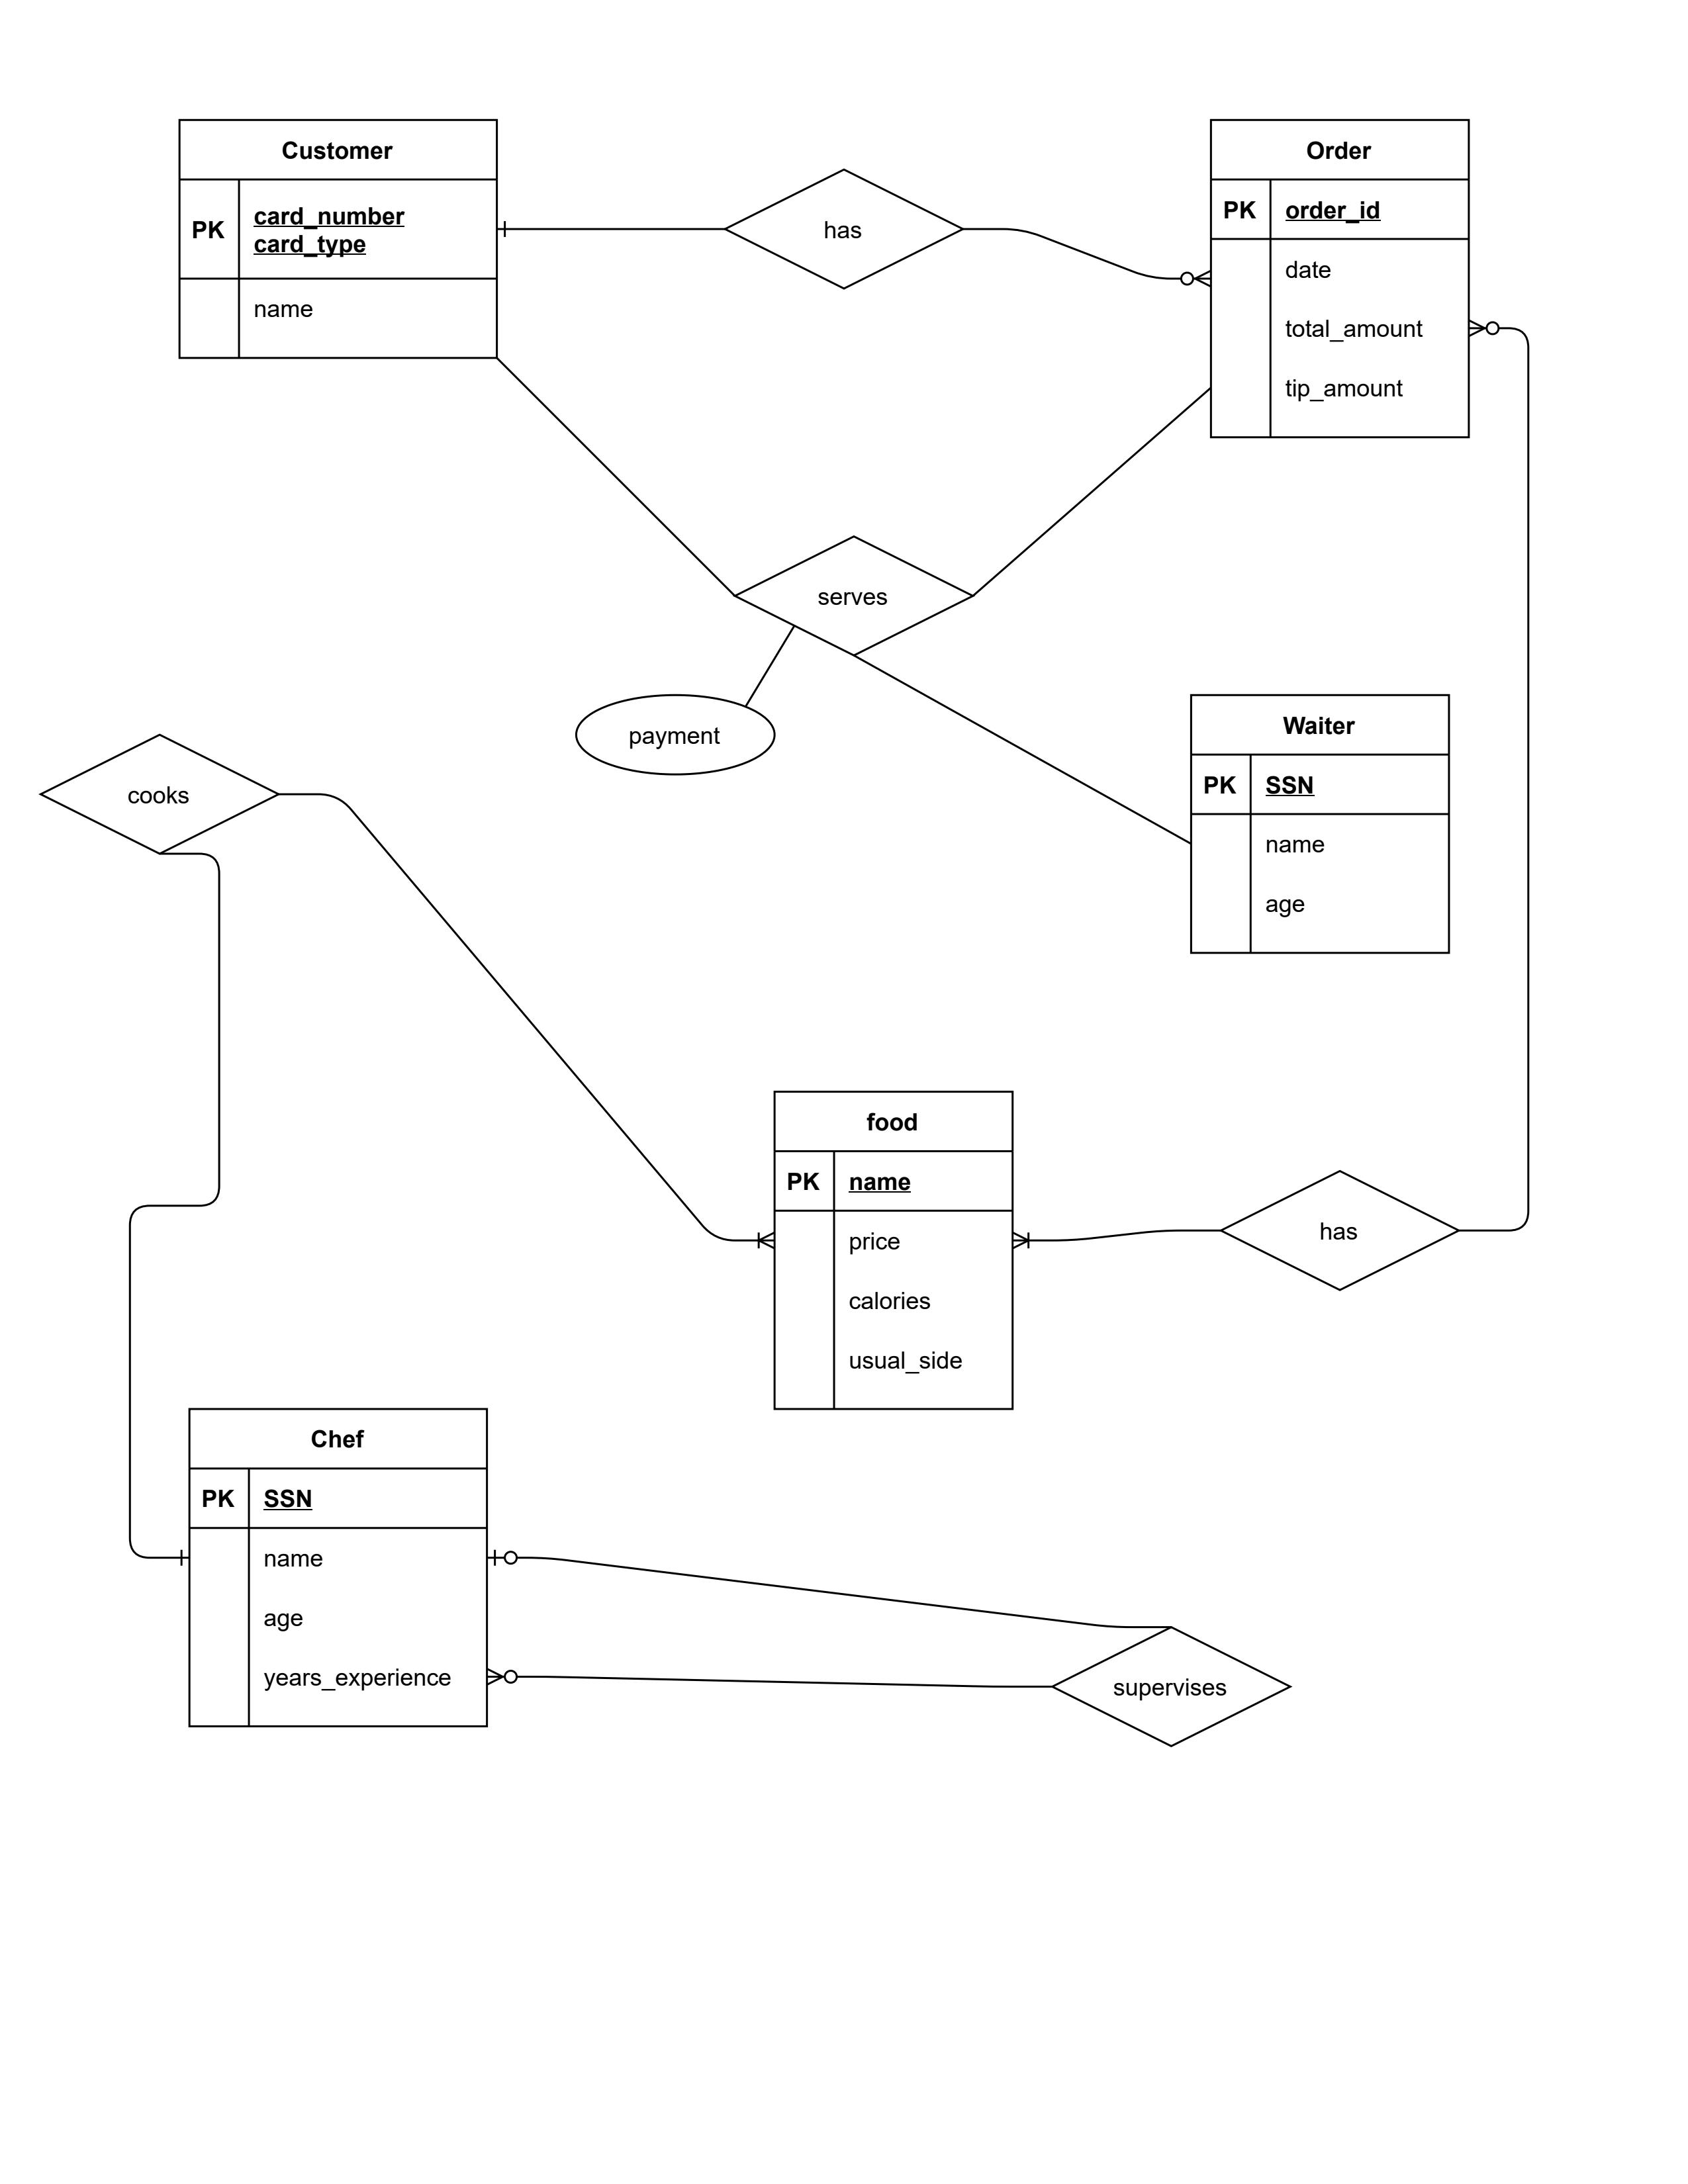 Customer
PK
card_number
card_type
name
has
Order
PK
order_id
date
total_amount
tip_amount
serves
payment
Waiter
PK
SSN
name
age
cooks
food
PK
name
price
calories
usual_side
has
Chef
PK
SSN
name
age
years_experience
supervises